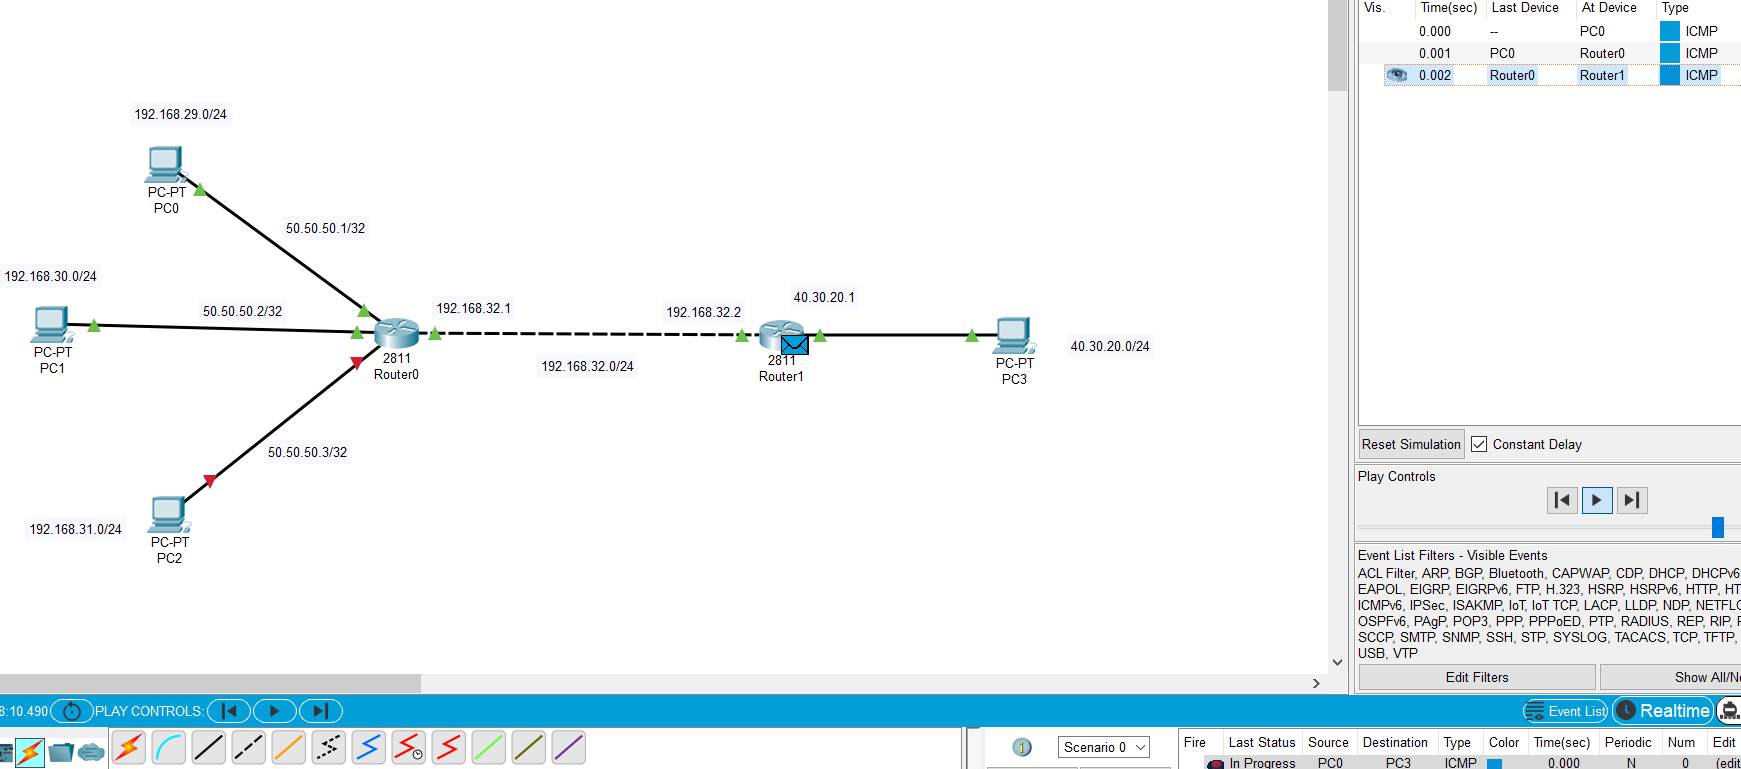 Vis. Time(sec) Last Device At Device Type
0.000 -- PC0 ICMP
0.001 PC0 Router0 ICMP
0.002 Router0 Router1 ICMP
192.168.29.0/24
PC-PT
PC0
50.50.50.1/32
192.168.30.0/24
50.50.50.2/32
PC-PT
PC1
192.168.32.1
2811
Router0
192.168.32.0/24
192.168.32.2
40.30.20.1
2811
Router1
40.30.20.0/24
PC-PT
PC3
50.50.50.3/32
192.168.31.0/24
PC-PT
PC2
Reset Simulation Constant Delay
Play Controls
Event List Filters - Visible Events
ACL Filter, ARP, BGP, Bluetooth, CAPWAP, CDP, DHCP, DHCPv6
EAPOL, EIGRP, EIGRPv6, FTP, H.323, HSRP, HSRPv6, HTTP, HT
ICMPv6, IPSec, ISAKMP, IoT, IoT TCP, LACP, LLDP, NDP, NETFLO
OSPFv6, PAgP, POP3, PPP, PPPoED, PTP, RADIUS, REP, RIP,
SCCP, SMTP, SNMP, SSH, STP, SYSLOG, TACACS, TCP, TFTP,
USB, VTP
Edit Filters Show All/No
8:10.490 PLAY CONTROLS: Event List Realtime
Scenario 0
Fire Last Status Source Destination Type Color Time(sec) Periodic Num Edit
In Progress PC0 PC3 ICMP 0.000 N 0 (edit